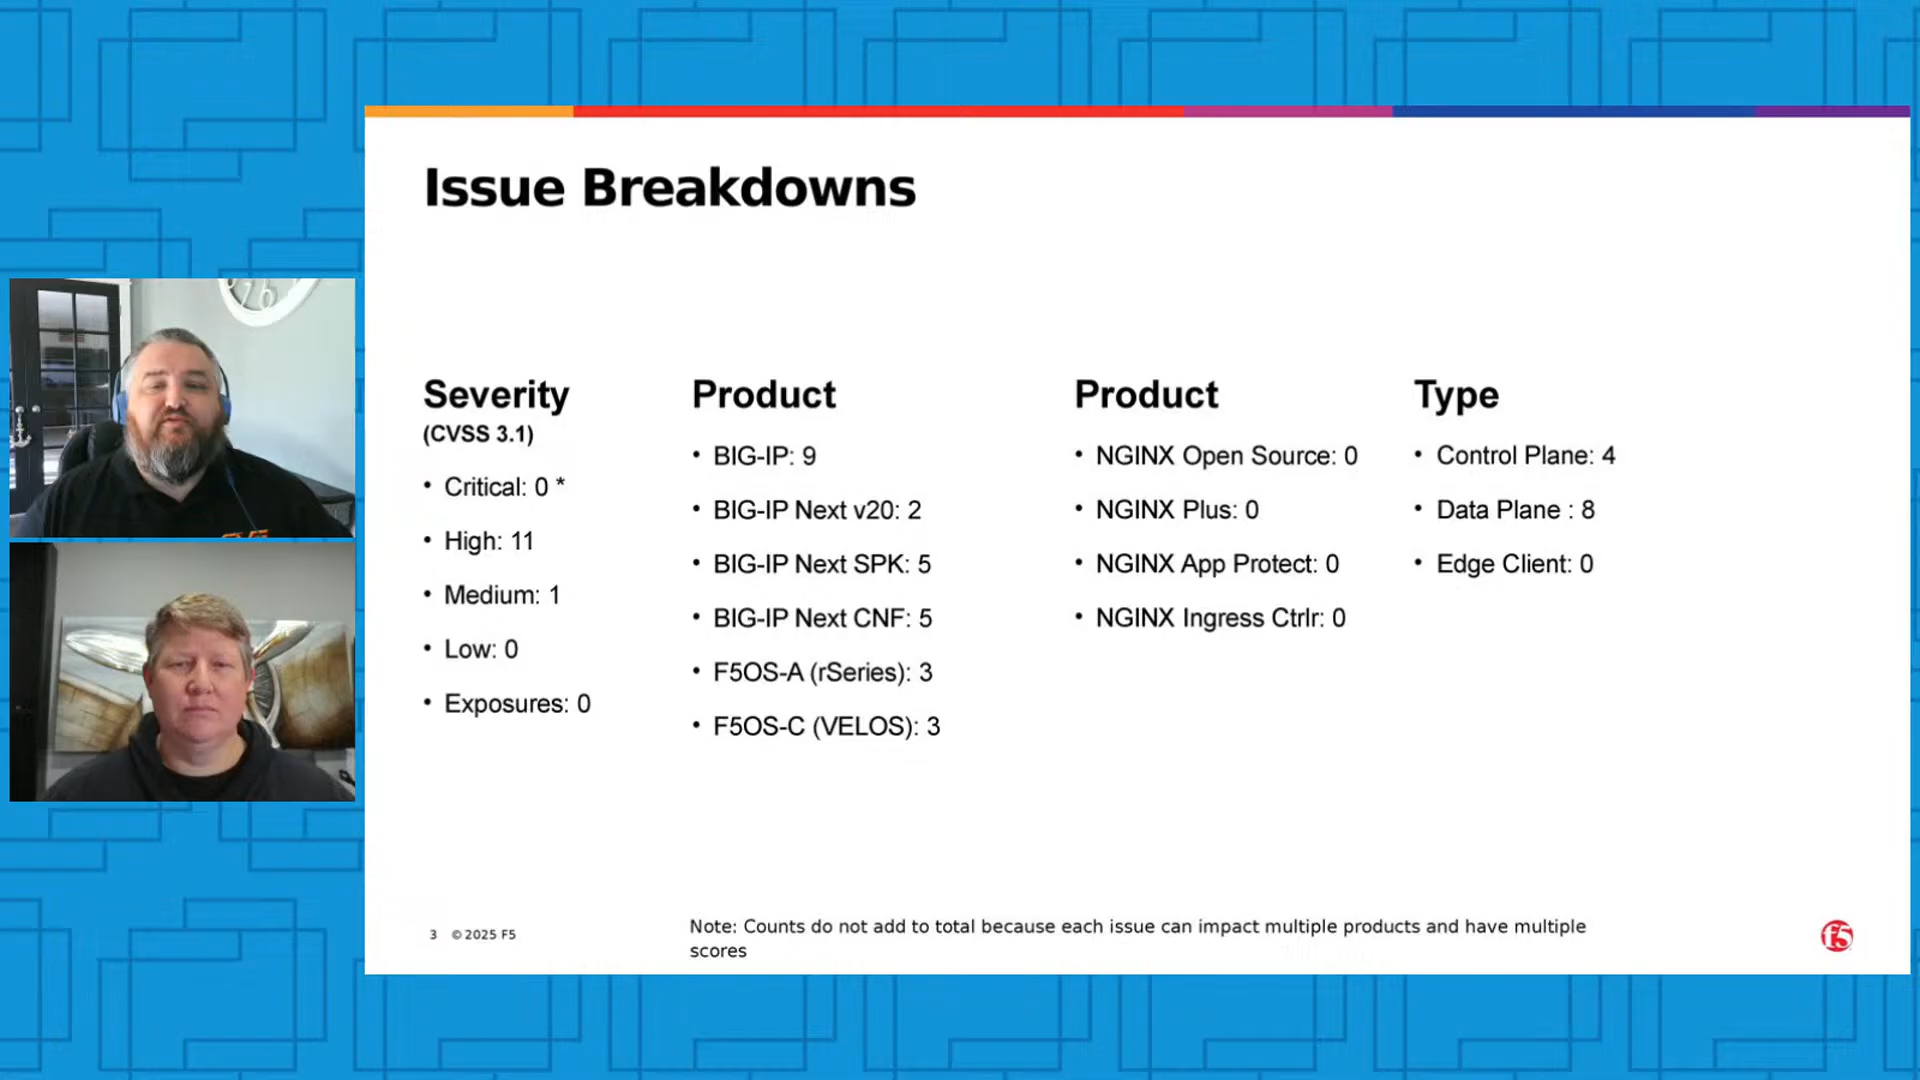 Issue Breakdowns
Severity
(CVSS 3.1)
• Critical: 0 *
• High: 11
• Medium: 1
• Low: 0
• Exposures: 0
Product
• BIG-IP: 9
• BIG-IP Next v20: 2
• BIG-IP Next SPK: 5
• BIG-IP Next CNF: 5
• F5OS-A (rSeries): 3
• F5OS-C (VELOS): 3
Product
• NGINX Open Source: 0
• NGINX Plus: 0
• NGINX App Protect: 0
• NGINX Ingress Ctrlr: 0
Type
• Control Plane: 4
• Data Plane : 8
• Edge Client: 0
3 © 2025 F5
Note: Counts do not add to total because each issue can impact multiple products and have multiple
scores
f5